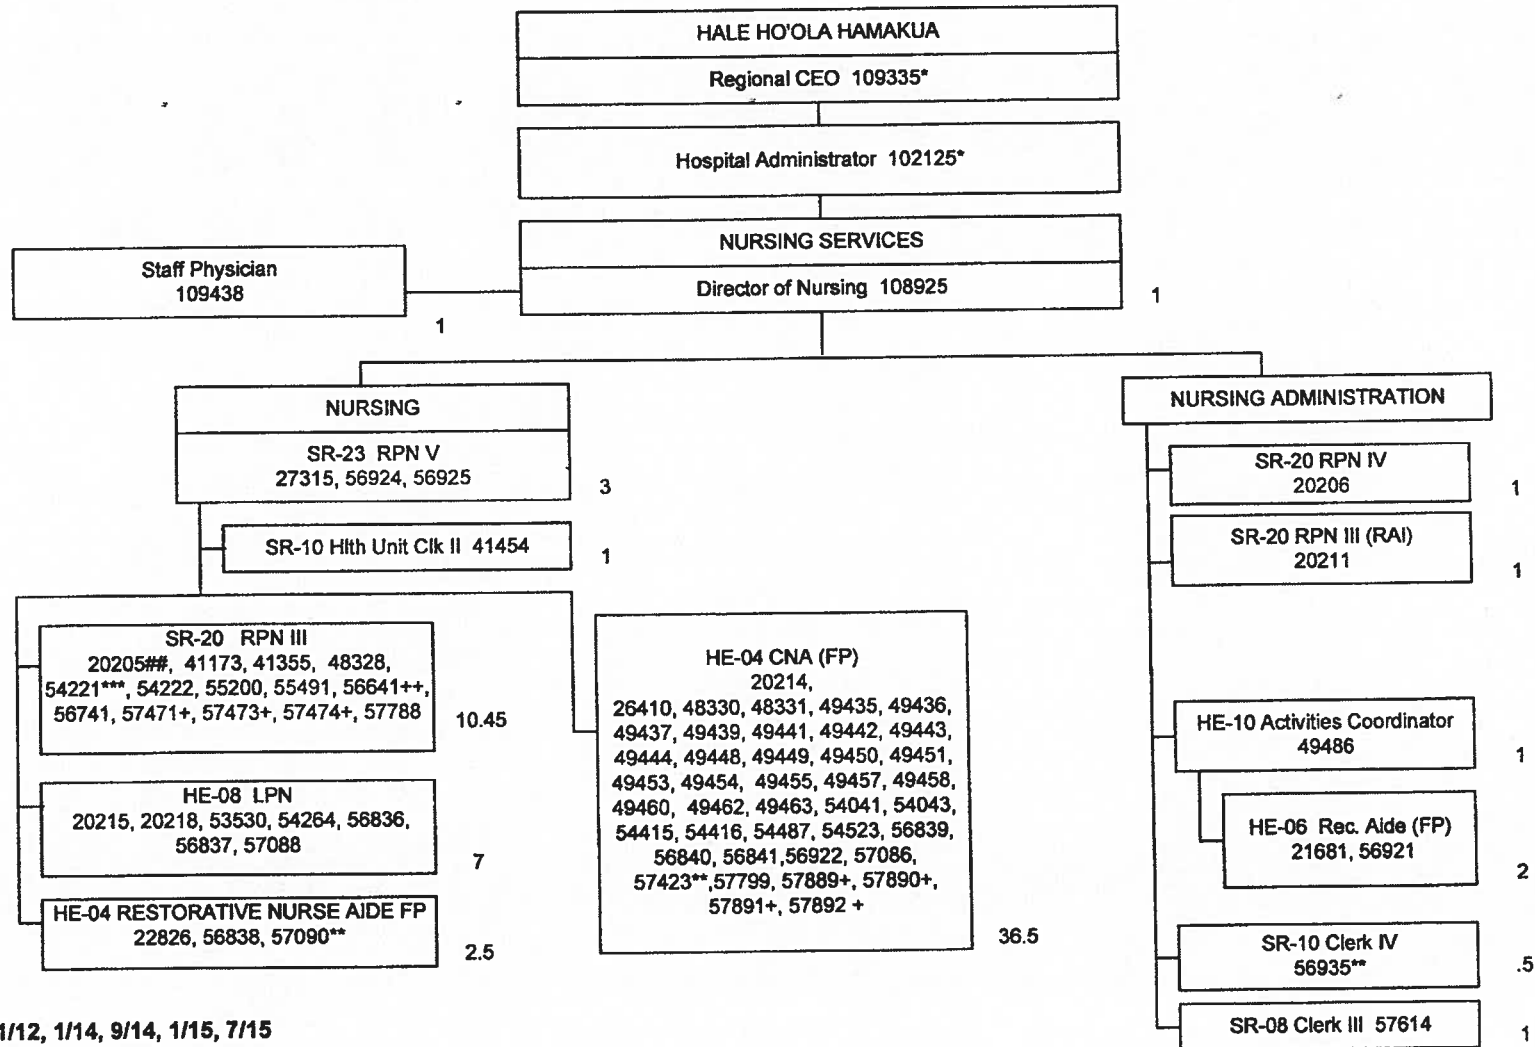 HALE HO'OLA HAMAKUA
Regional CEO 109335*
Hospital Administrator 102125*
NURSING SERVICES
Director of Nursing 108925
1
Staff Physician
109438
1
NURSING
SR-23 RPN V
27315, 56924, 56925
3
SR-10 Hlth Unit Clk II 41454
1
SR-20 RPN III
20205##, 41173, 41355, 48328,
54221***, 54222, 55200, 55491, 56641++,
56741, 57471+, 57473+, 57474+, 57788
10.45
HE-08 LPN
20215, 20218, 53530, 54264, 56836,
56837, 57088
7
HE-04 RESTORATIVE NURSE AIDE FP
22826, 56838, 57090**
2.5
HE-04 CNA (FP)
20214,
26410, 48330, 48331, 49435, 49436,
49437, 49439, 49441, 49442, 49443,
49444, 49448, 49449, 49450, 49451,
49453, 49454, 49455, 49457, 49458,
49460, 49462, 49463, 54041, 54043,
54415, 54416, 54487, 54523, 56839,
56840, 56841,56922, 57086,
57423**,57799, 57889+, 57890+,
57891+, 57892 +
36.5
NURSING ADMINISTRATION
SR-20 RPN IV
20206
1
SR-20 RPN III (RAI)
20211
1
HE-10 Activities Coordinator
49486
1
HE-06 Rec. Aide (FP)
21681, 56921
2
SR-10 Clerk IV
56935**
.5
SR-08 Clerk III 57614
1
1/12, 1/14, 9/14, 1/15, 7/15